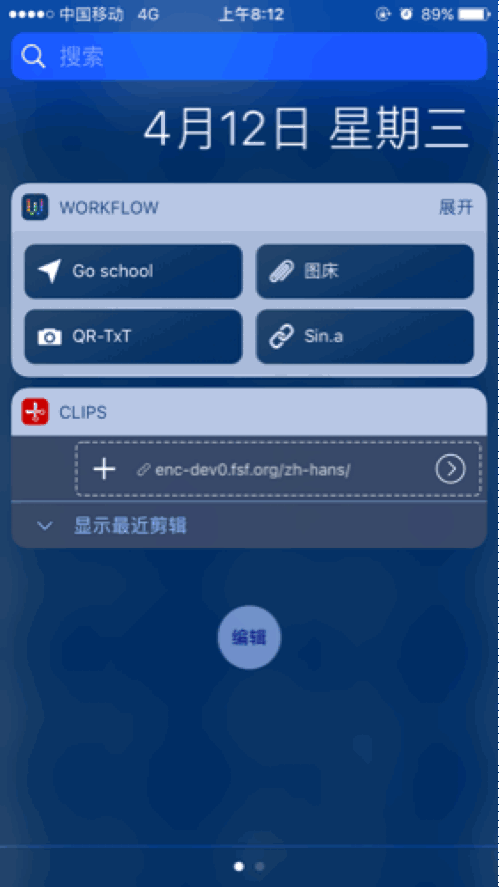 中国移动 4G 上午8:12 89%
搜索
4月12日 星期三
WORKFLOW 展开
Go school 图床
QR-TxT Sin.a
CLIPS
enc-dev0.fsf.org/zh-hans/
显示最近剪辑
编辑